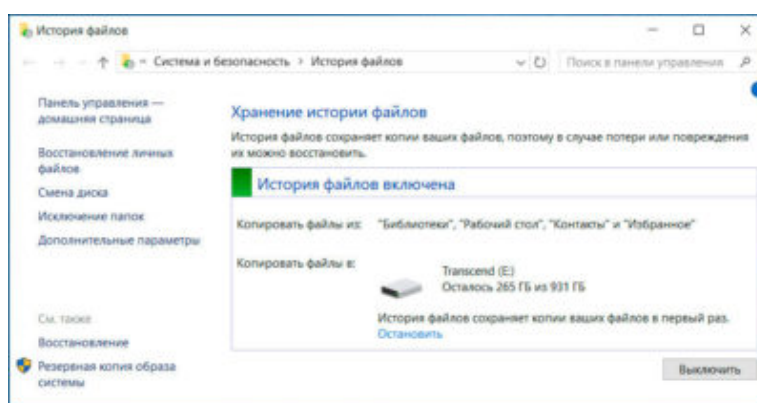 История файлов
Система и безопасность > История файлов
Поиск в панели управления
Панель управления —
домашняя страница
Восстановление личных
файлов
Смена диска
Исключение папок
Дополнительные параметры
См. также
Восстановление
Резервная копия образа
системы
Хранение истории файлов
История файлов сохраняет копии ваших файлов, поэтому в случае потери или повреждения
их можно восстановить.
История файлов включена
Копировать файлы из: "Библиотеки", "Рабочий стол", "Контакты" и "Избранное"
Копировать файлы в:
Transcend (E:)
Осталось 265 ГБ из 931 ГБ
История файлов сохраняет копии ваших файлов в первый раз.
Остановить
Выключить